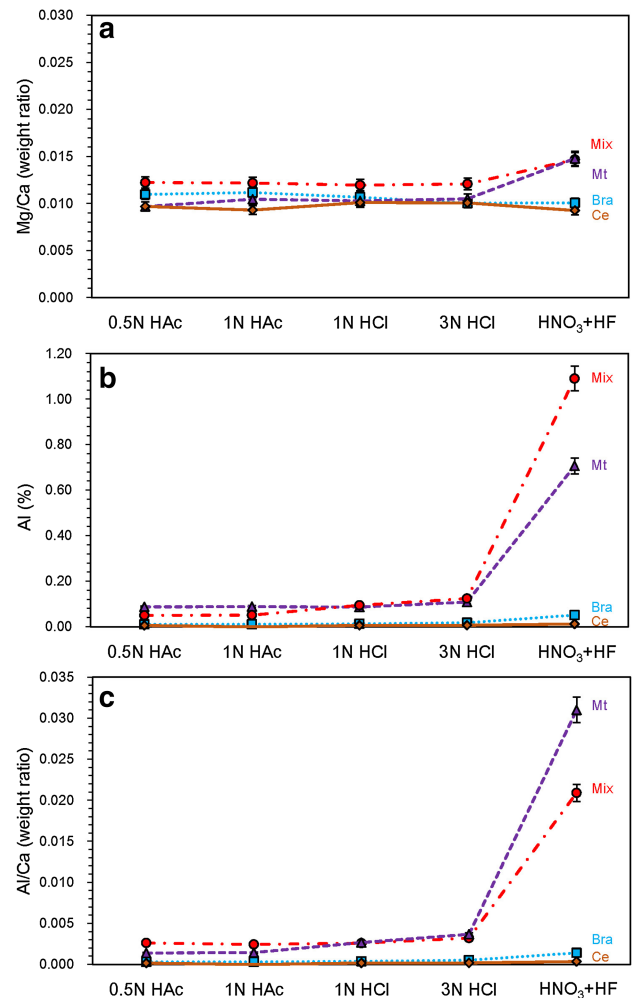 a
Mg/Ca (weight ratio)
0.030
0.025
0.020
0.015
0.010
0.005
0.000
Mix
Mt
Bra
Ce
0.5N HAc 1N HAc 1N HCl 3N HCl HNO₃+HF
b
Al (%)
1.20
1.00
0.80
0.60
0.40
0.20
0.00
Mix
Mt
Bra
Ce
0.5N HAc 1N HAc 1N HCl 3N HCl HNO₃+HF
c
Al/Ca (weight ratio)
0.035
0.030
0.025
0.020
0.015
0.010
0.005
0.000
Mt
Mix
Bra
Ce
0.5N HAc 1N HAc 1N HCl 3N HCl HNO₃+HF